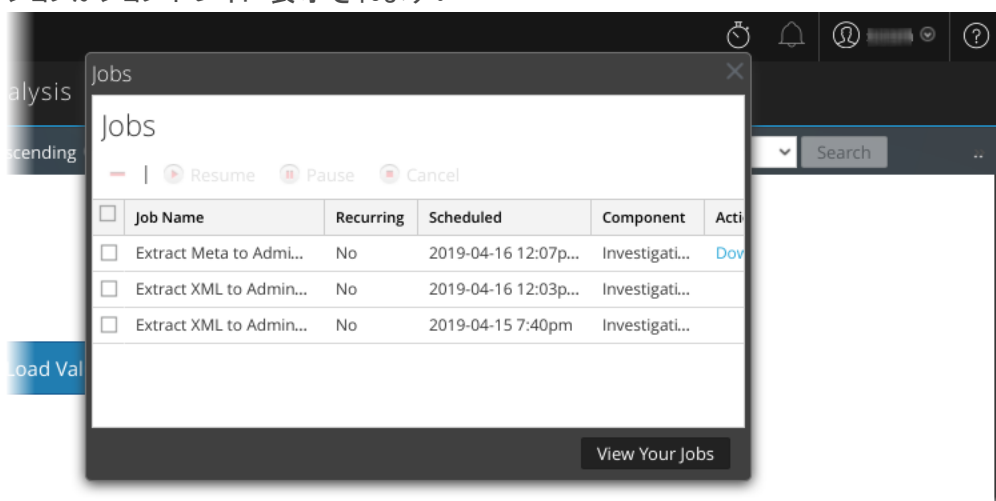 alysis
Jobs
scending
Search
Jobs
Resume
Pause
Cancel
Job Name Recurring Scheduled Component Acti
Extract Meta to Admi... No 2019-04-16 12:07p... Investigati... Dow
Extract XML to Admin... No 2019-04-16 12:03p... Investigati...
Extract XML to Admin... No 2019-04-15 7:40pm Investigati...
Load Val
View Your Jobs